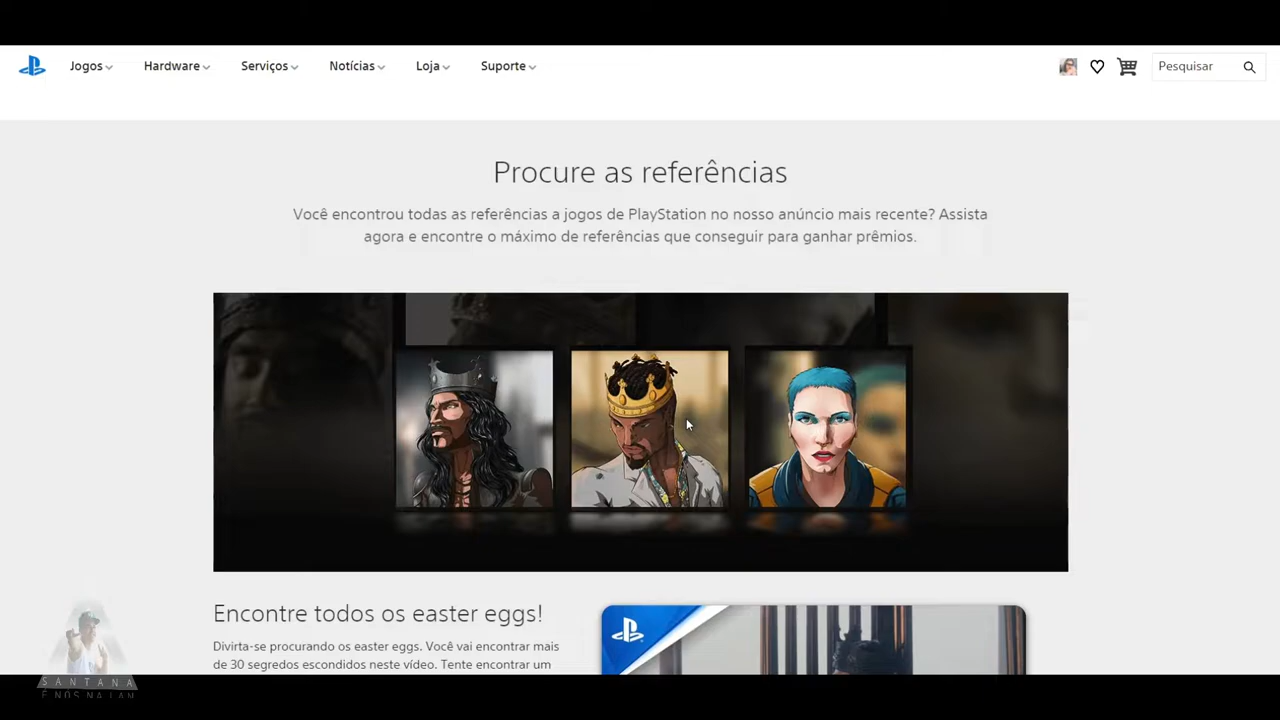 Jogos Hardware Serviços Notícias Loja Suporte Pesquisar
Procure as referências
Você encontrou todas as referências a jogos de PlayStation no nosso anúncio mais recente? Assista
agora e encontre o máximo de referências que conseguir para ganhar prêmios.
Encontre todos os easter eggs!
Divirta-se procurando os easter eggs. Você vai encontrar mais
de 30 segredos escondidos neste vídeo. Tente encontrar um
SANTANA
É NÓS NA LAN